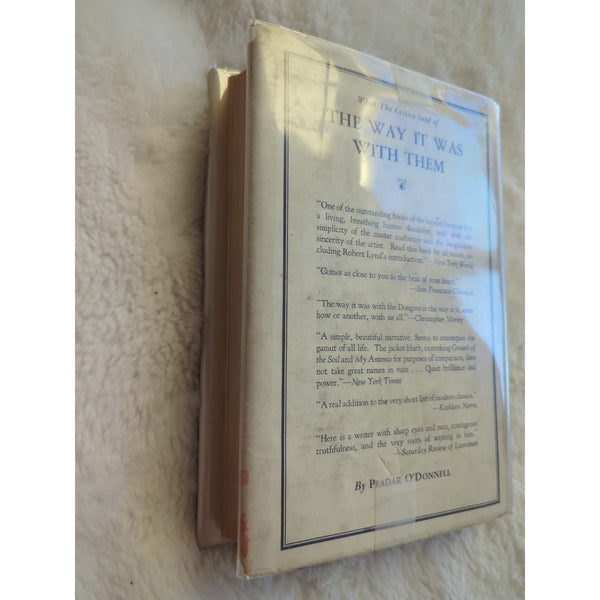 What The Critics Said of
THE WAY IT WAS
WITH THEM
"One of the outstanding books of the season because it is
a living, breathing human document, told with the
simplicity of the master craftsman and the imaginative
sincerity of the artist. Read this book by all means, in-
cluding Robert Lynd's introduction."—New York World
"Comes as close to you as the beat of your heart."
—San Francisco Chronicle
"The way it was with the Dongans is the way it is, some-
how or another, with us all."—Christopher Morley
"A simple, beautiful narrative. Seems to encompass the
gamut of all life. The jacket blurb, in evoking Growth of
the Soil and My Antonia for purposes of comparison, does
not take great names in vain . . . Quiet brilliance and
power."—New York Times
"A real addition to the very short list of modern classics."
—Kathleen Norris
"Here is a writer with sharp eyes and ears, courageous
truthfulness, and the very roots of writing in him."
—Saturday Review of Literature
By PEADAR O'DONNELL